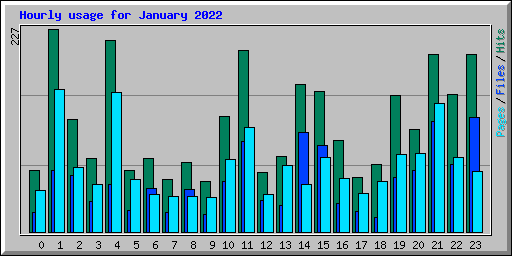 Hourly usage for January 2022
227
Pages / Files / Hits
0 1 2 3 4 5 6 7 8 9 10 11 12 13 14 15 16 17 18 19 20 21 22 23